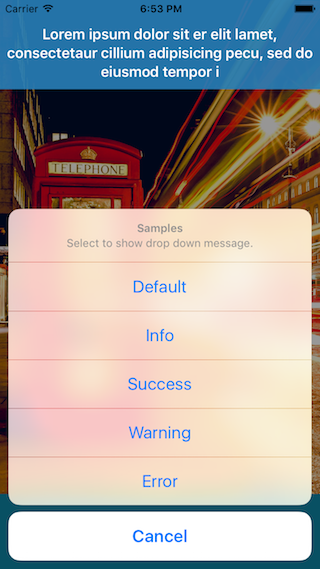 Carrier 6:53 PM
Lorem ipsum dolor sit er elit lamet,
consectetaur cillium adipisicing pecu, sed do
eiusmod tempor i
TELEPHONE
Samples
Select to show drop down message.
Default
Info
Success
Warning
Error
Cancel